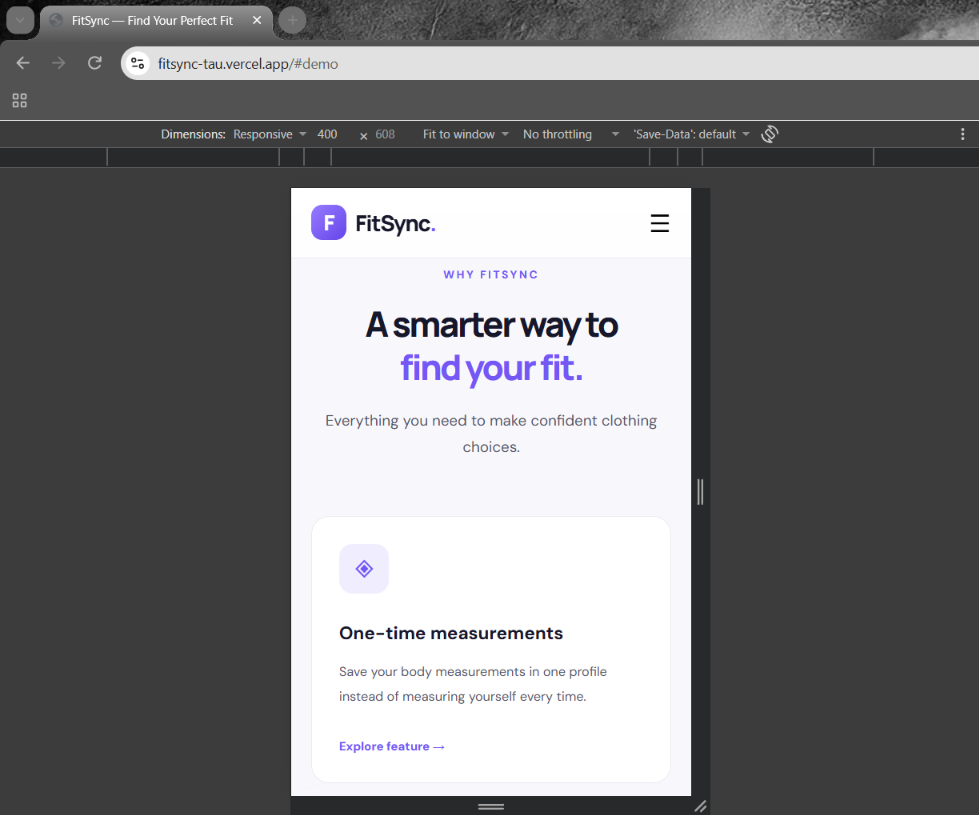 FitSync — Find Your Perfect Fit
fitsync-tau.vercel.app/#demo
Dimensions: Responsive 400 × 608 Fit to window No throttling 'Save-Data': default
F FitSync.
WHY FITSYNC
A smarter way to
find your fit.
Everything you need to make confident clothing
choices.
One-time measurements
Save your body measurements in one profile
instead of measuring yourself every time.
Explore feature →